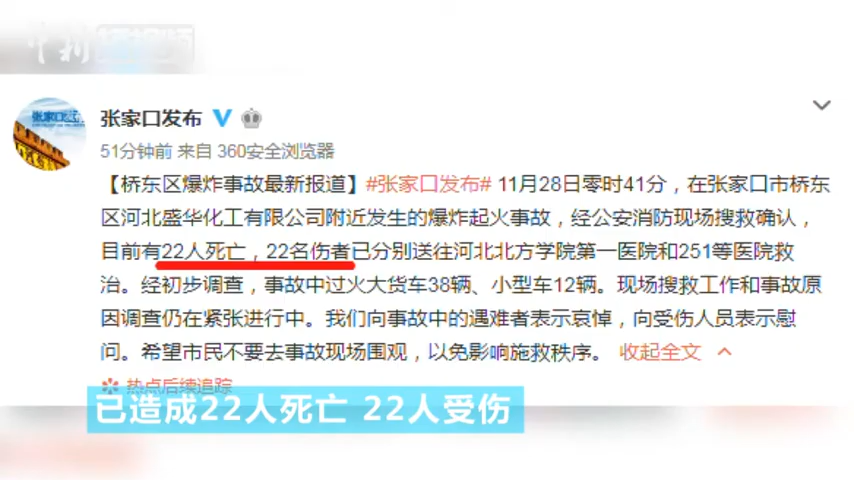 中新视频
张家口发布
51分钟前 来自 360安全浏览器
【桥东区爆炸事故最新报道】#张家口发布# 11月28日零时41分，在张家口市桥东
区河北盛华化工有限公司附近发生的爆炸起火事故，经公安消防现场搜救确认，
目前有22人死亡，22名伤者已分别送往河北北方学院第一医院和251等医院救
治。经初步调查，事故中过火大货车38辆、小型车12辆。现场搜救工作和事故原
因调查仍在紧张进行中。我们向事故中的遇难者表示哀悼，向受伤人员表示慰
问。希望市民不要去事故现场围观，以免影响施救秩序。 收起全文
热点后续追踪
已造成22人死亡 22人受伤